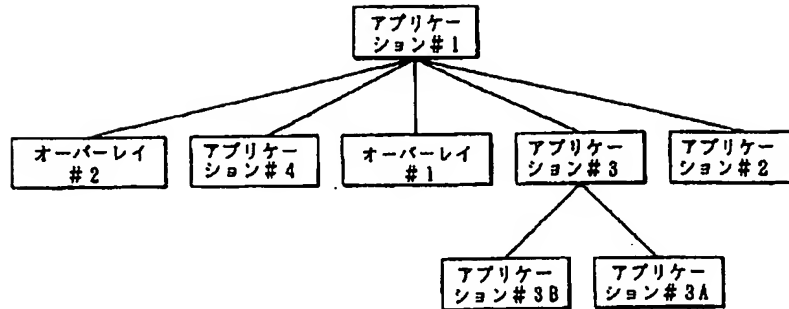 アプリケー
ション＃1
オーバーレイ
＃2
アプリケー
ション＃4
オーバーレイ
＃1
アプリケー
ション＃3
アプリケー
ション＃2
アプリケー
ション＃3B
アプリケー
ション＃3A